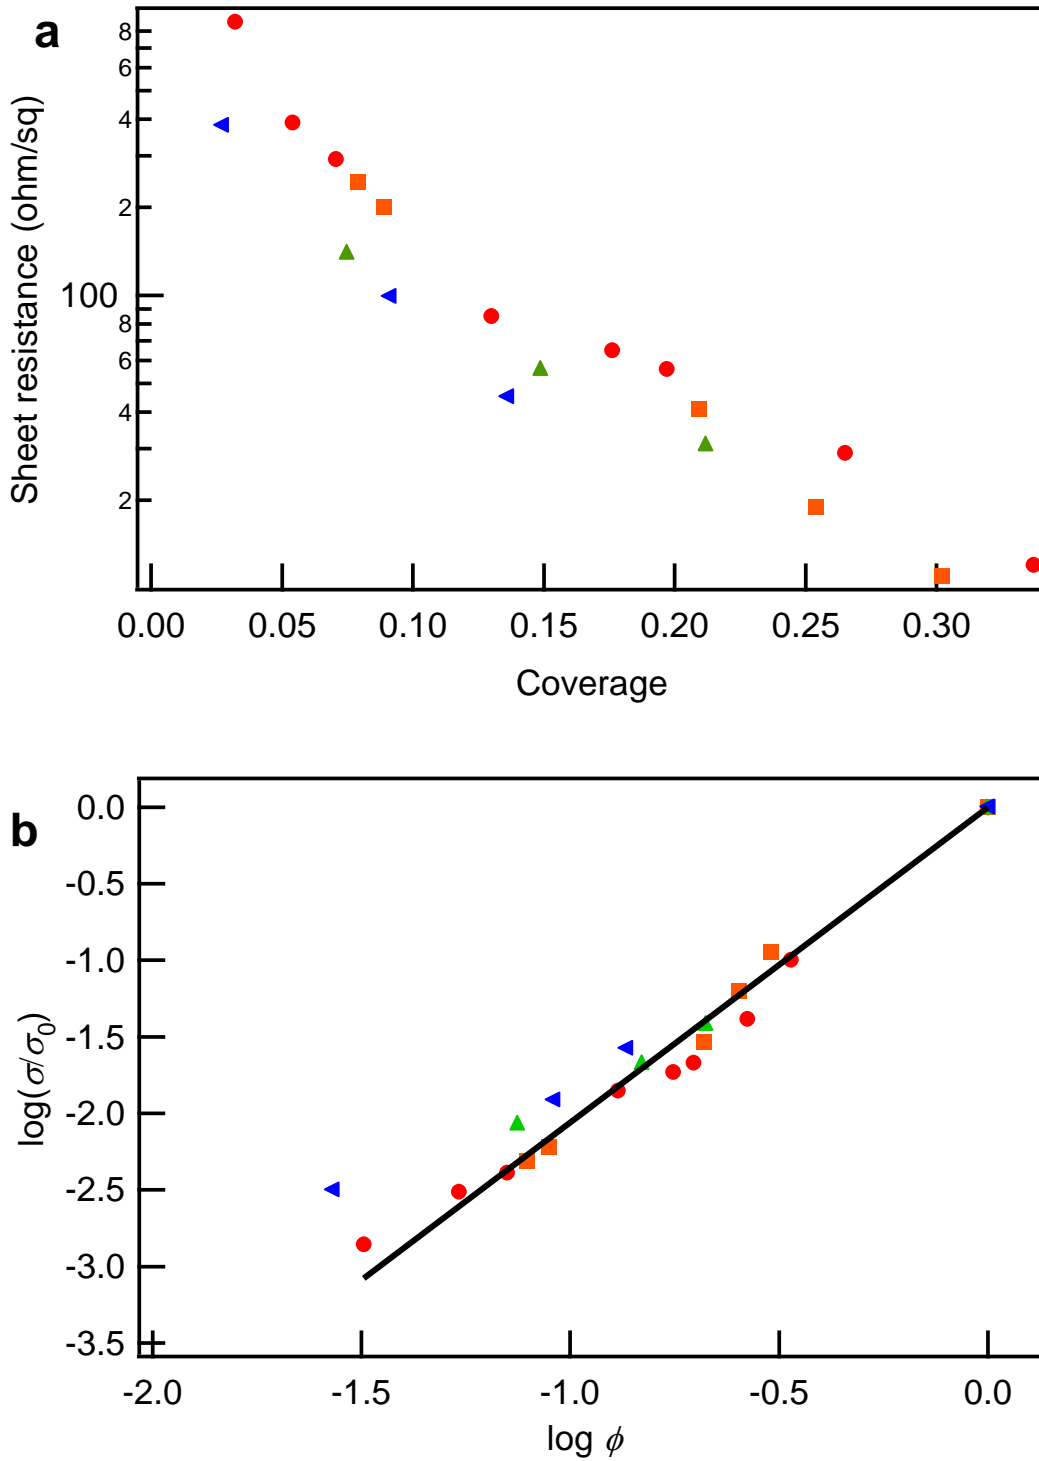 a
8
6
4
2
100
8
6
4
2
Sheet resistance (ohm/sq)
0.00 0.05 0.10 0.15 0.20 0.25 0.30
Coverage
b
0.0
-0.5
-1.0
-1.5
-2.0
-2.5
-3.0
-3.5
log(σ/σ0)
-2.0 -1.5 -1.0 -0.5 0.0
log ϕ